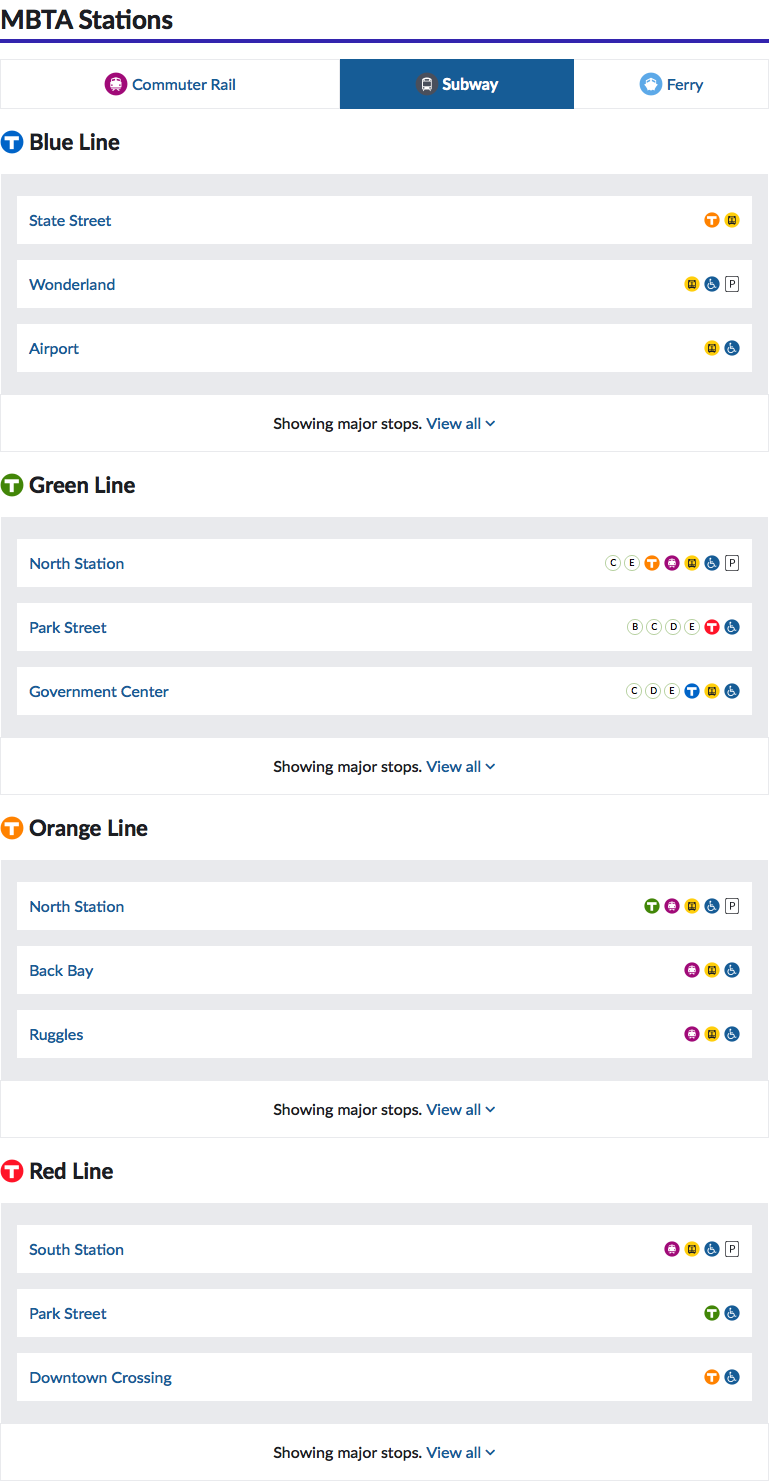 MBTA Stations
Commuter Rail Subway Ferry
T Blue Line
State Street T
Wonderland P
Airport
Showing major stops. View all
T Green Line
North Station C E T P
Park Street B C D E T
Government Center C D E T
Showing major stops. View all
T Orange Line
North Station T P
Back Bay
Ruggles
Showing major stops. View all
T Red Line
South Station P
Park Street T
Downtown Crossing T
Showing major stops. View all